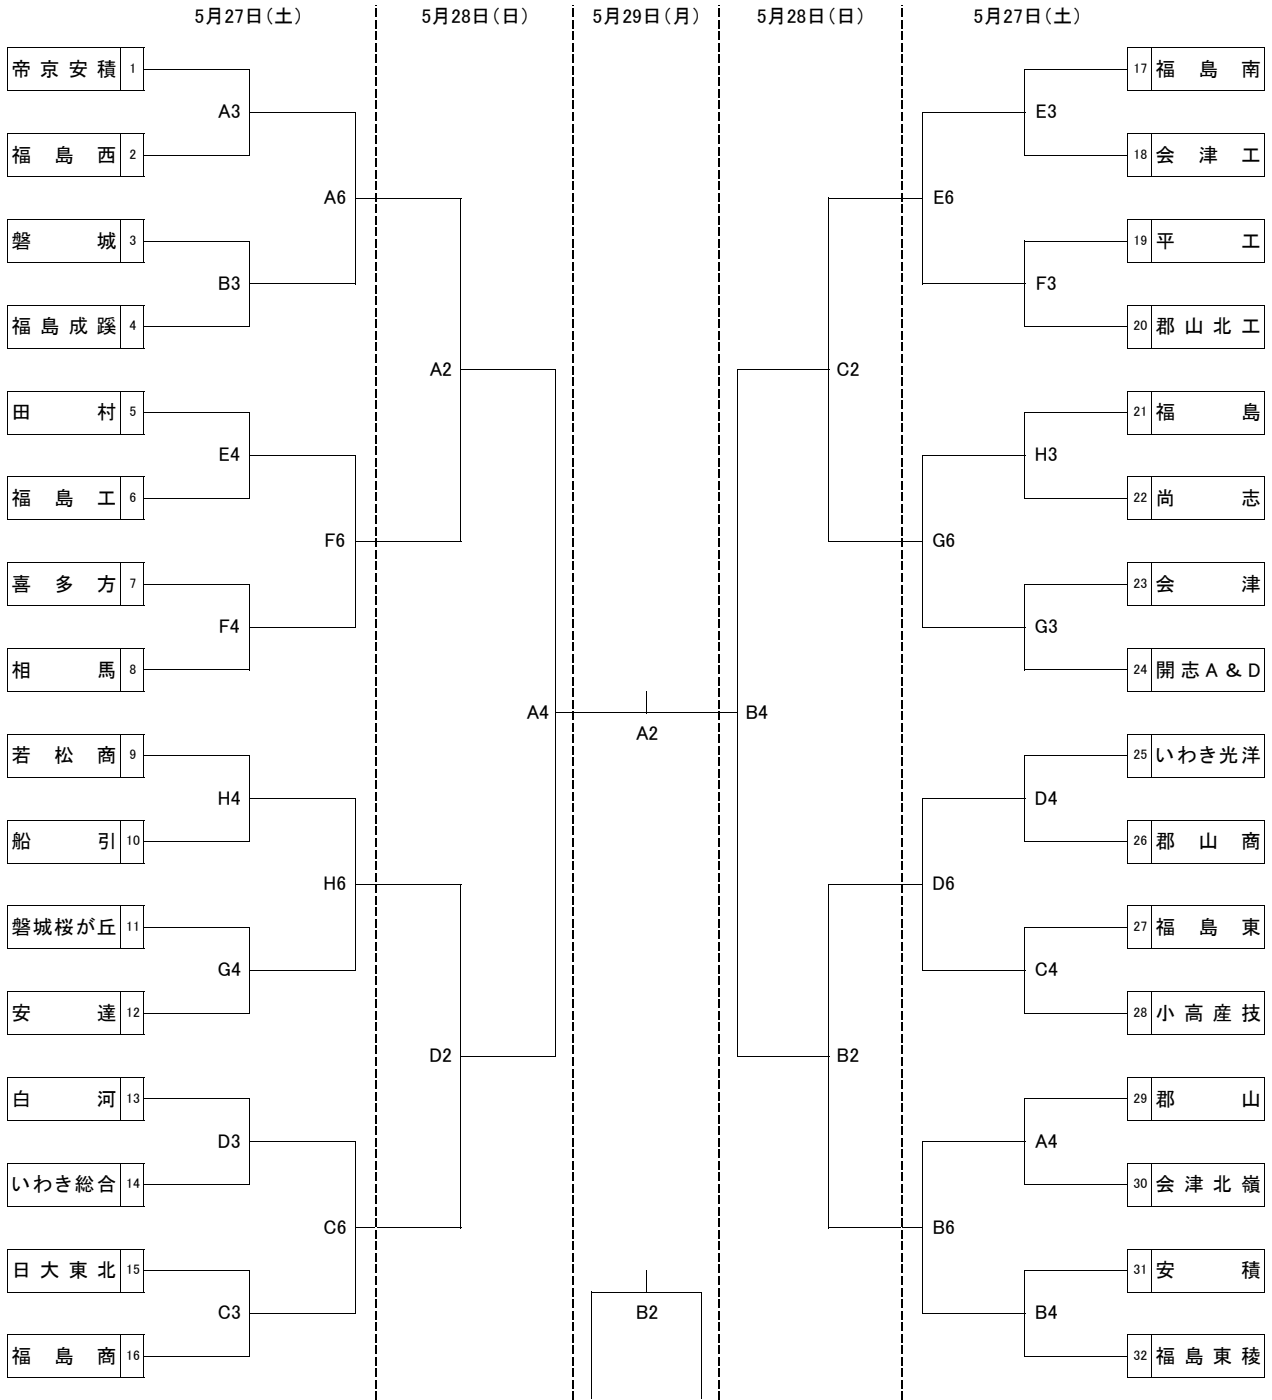 5月27日(土) 5月28日(日) 5月29日(月) 5月28日(日) 5月27日(土)
帝京安積 1 17 福島南
A3 E3
福島西 2 18 会津工
A6 E6
磐城 3 19 平工
B3 F3
福島成蹊 4 20 郡山北工
A2 C2
田村 5 21 福島
E4 H3
福島工 6 22 尚志
F6 G6
喜多方 7 23 会津
F4 G3
相馬 8 24 開志A&D
A4 B4
A2
若松商 9 25 いわき光洋
H4 D4
船引 10 26 郡山商
H6 D6
磐城桜が丘 11 27 福島東
G4 C4
安達 12 28 小高産技
D2 B2
白河 13 29 郡山
D3 A4
いわき総合 14 30 会津北嶺
C6 B6
日大東北 15 31 安積
C3 B2 B4
福島商 16 32 福島東稜